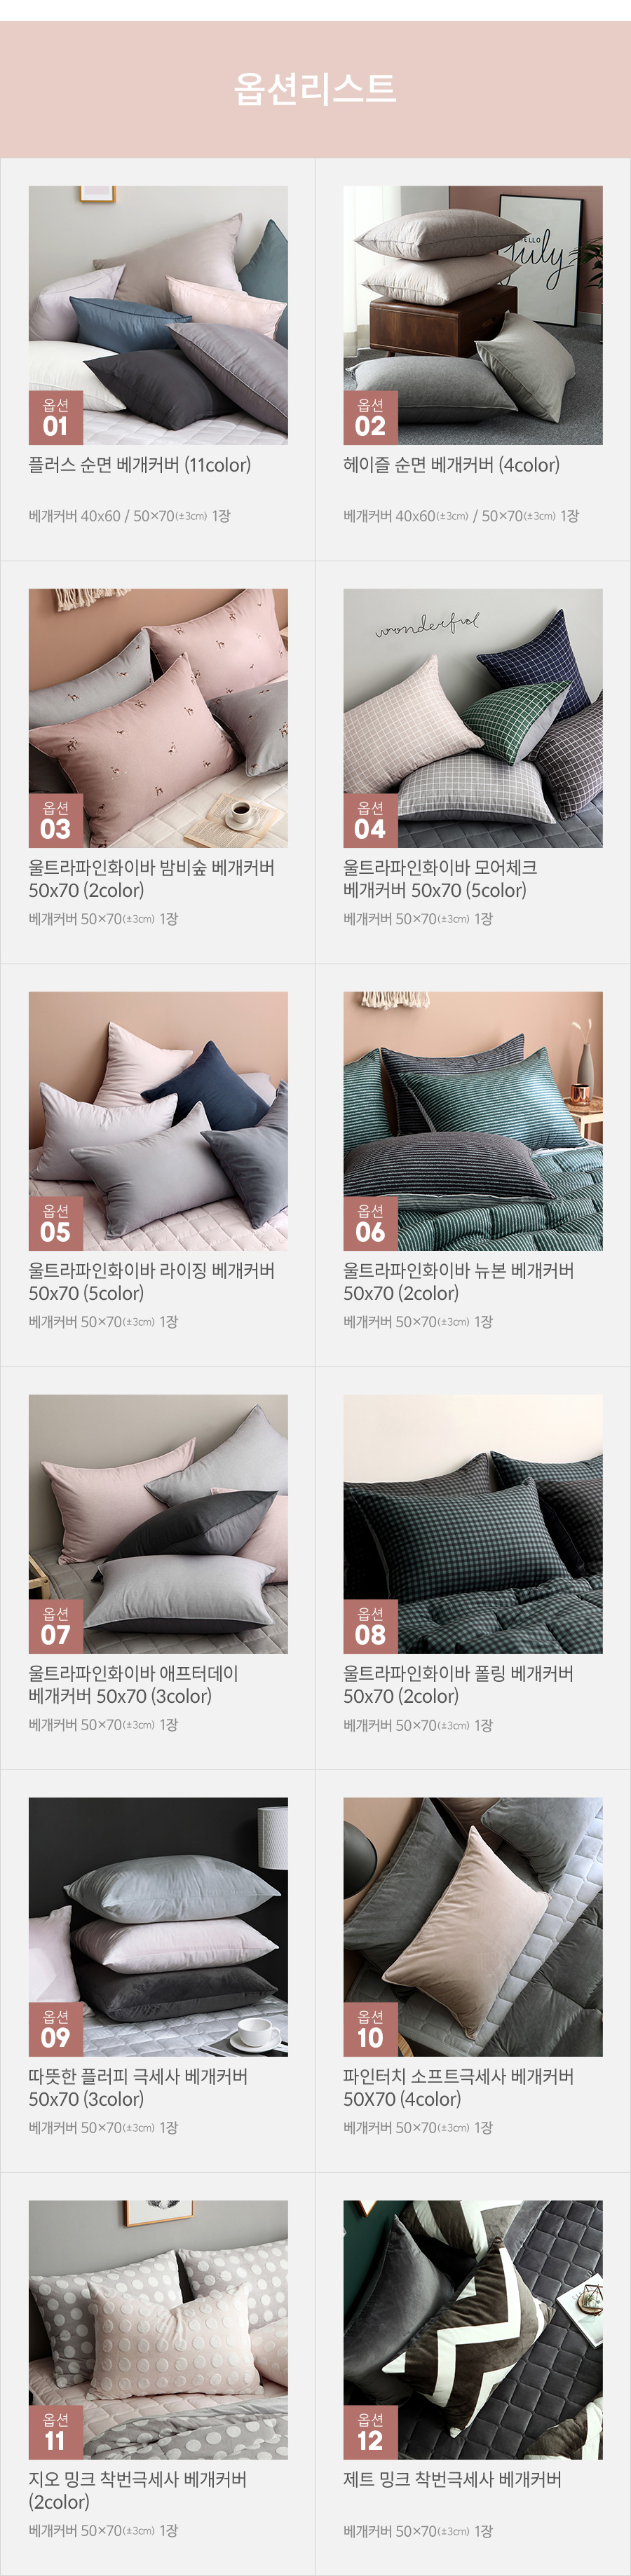 옵션리스트
HELLO
July
옵션
01
옵션
02
플러스 순면 베개커버 (11color)
헤이즐 순면 베개커버 (4color)
베개커버 40x60 / 50×70(±3cm) 1장
베개커버 40x60(±3cm) / 50×70(±3cm) 1장
wonderful
옵션
03
옵션
04
울트라파인화이바 밤비숲 베개커버
50x70 (2color)
베개커버 50×70(±3cm) 1장
울트라파인화이바 모어체크
베개커버 50x70 (5color)
베개커버 50×70(±3cm) 1장
옵션
05
옵션
06
울트라파인화이바 라이징 베개커버
50x70 (5color)
베개커버 50×70(±3cm) 1장
울트라파인화이바 뉴본 베개커버
50x70 (2color)
베개커버 50×70(±3cm) 1장
옵션
07
옵션
08
울트라파인화이바 애프터데이
베개커버 50x70 (3color)
베개커버 50×70(±3cm) 1장
울트라파인화이바 폴링 베개커버
50x70 (2color)
베개커버 50×70(±3cm) 1장
옵션
09
옵션
10
따뜻한 플러피 극세사 베개커버
50x70 (3color)
베개커버 50×70(±3cm) 1장
파인터치 소프트극세사 베개커버
50X70 (4color)
베개커버 50×70(±3cm) 1장
옵션
11
옵션
12
지오 밍크 착번극세사 베개커버
(2color)
베개커버 50×70(±3cm) 1장
제트 밍크 착번극세사 베개커버
베개커버 50×70(±3cm) 1장